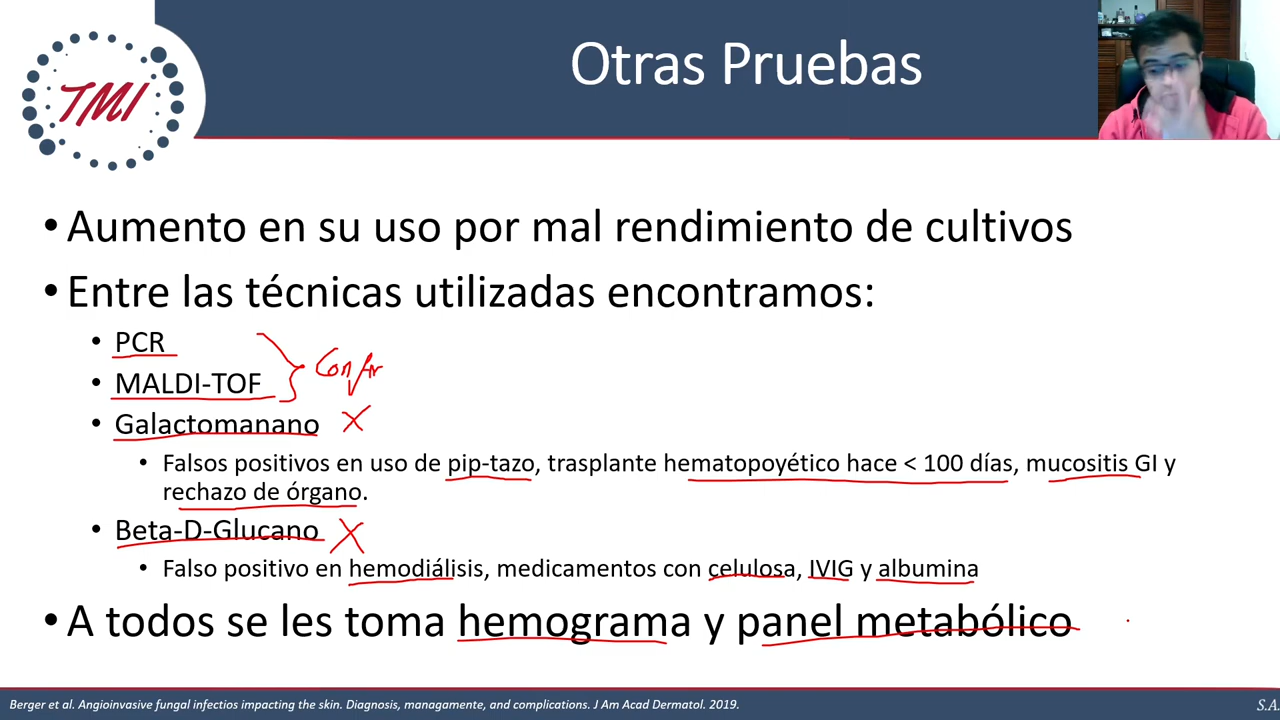 Otras Pruebas
TMI
• Aumento en su uso por mal rendimiento de cultivos
• Entre las técnicas utilizadas encontramos:
• PCR
• MALDI-TOF
Confir
• Galactomanano X
• Falsos positivos en uso de pip-tazo, trasplante hematopoyético hace < 100 días, mucositis GI y
rechazo de órgano.
• Beta-D-Glucano X
• Falso positivo en hemodiálisis, medicamentos con celulosa, IVIG y albumina
• A todos se les toma hemograma y panel metabólico
Berger et al. Angioinvasive fungal infectios impacting the skin. Diagnosis, managamente, and complications. J Am Acad Dermatol. 2019.
S.A.